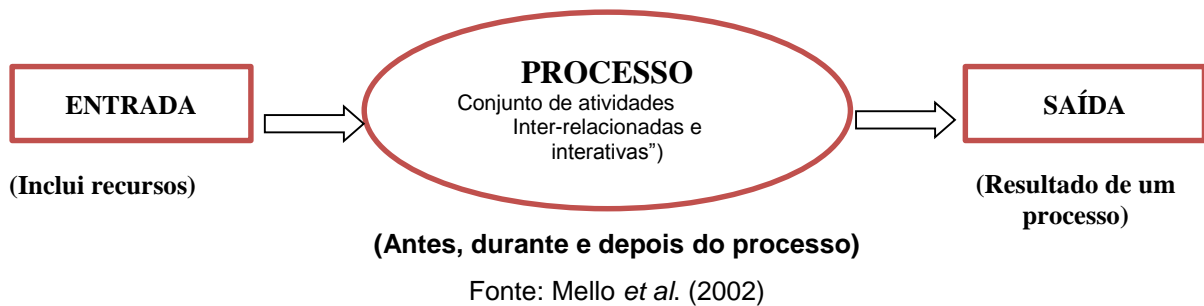 ENTRADA
(Inclui recursos)
PROCESSO
Conjunto de atividades
Inter-relacionadas e
interativas”)
SAÍDA
(Resultado de um
processo)
(Antes, durante e depois do processo)
Fonte: Mello et al. (2002)